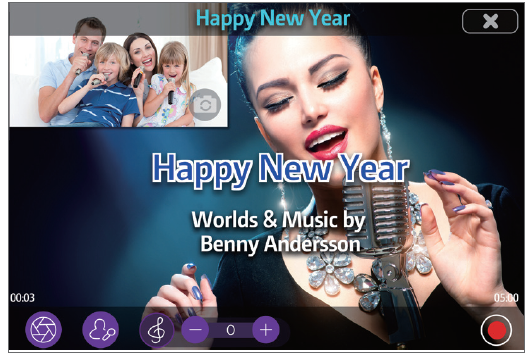 Happy New Year
Happy New Year
Worlds & Music by
Benny Andersson
00:03
05:00
0